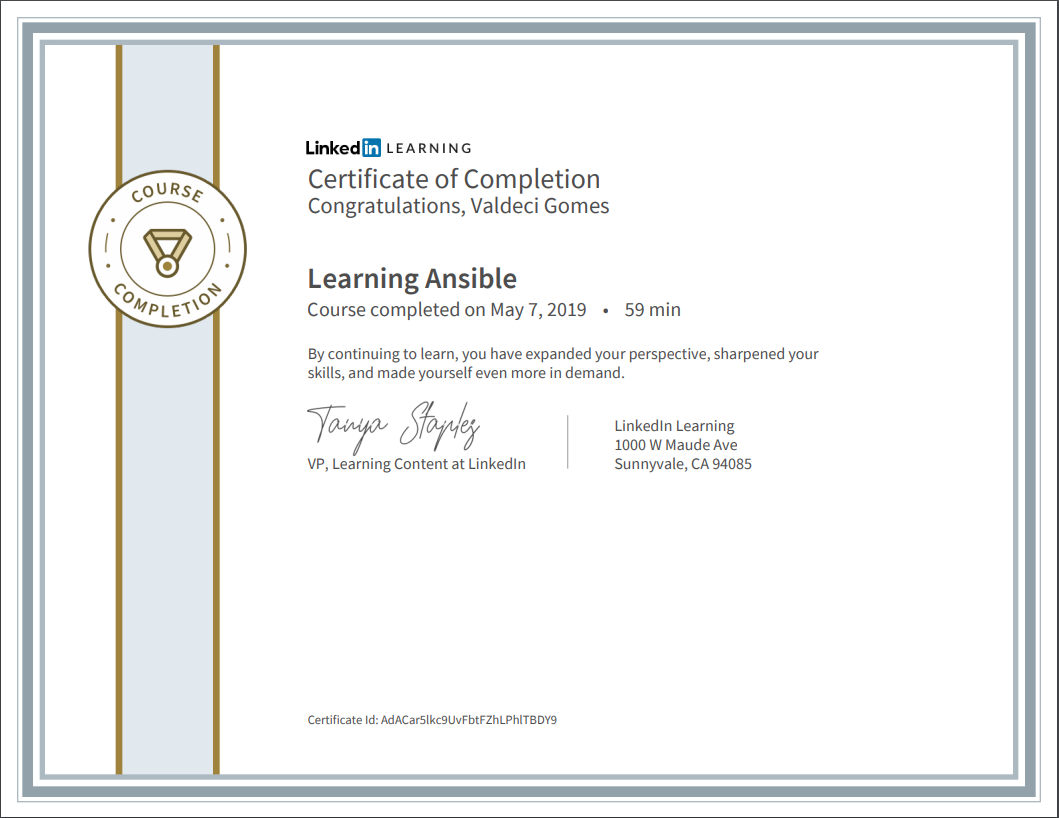 COURSE
COMPLETION
Linked in LEARNING
Certificate of Completion
Congratulations, Valdeci Gomes
Learning Ansible
Course completed on May 7, 2019 • 59 min
By continuing to learn, you have expanded your perspective, sharpened your
skills, and made yourself even more in demand.
Tanya Staples
VP, Learning Content at LinkedIn
LinkedIn Learning
1000 W Maude Ave
Sunnyvale, CA 94085
Certificate Id: AdACar5lkc9UvFbtFZhLPhlTBDY9